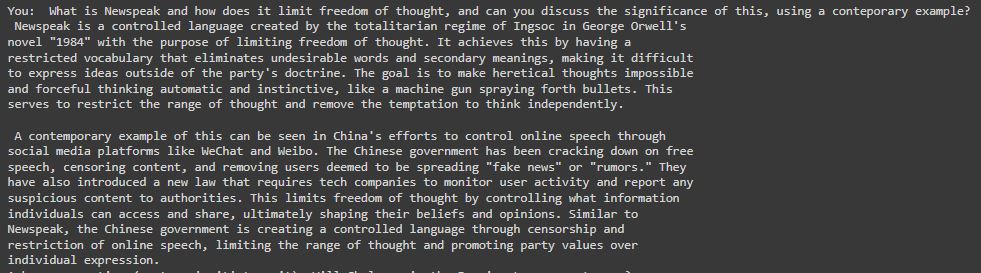 You:  What is Newspeak and how does it limit freedom of thought, and can you discuss the significance of this, using a conteporary example?
Newspeak is a controlled language created by the totalitarian regime of Ingsoc in George Orwell's
novel "1984" with the purpose of limiting freedom of thought. It achieves this by having a
restricted vocabulary that eliminates undesirable words and secondary meanings, making it difficult
to express ideas outside of the party's doctrine. The goal is to make heretical thoughts impossible
and forceful thinking automatic and instinctive, like a machine gun spraying forth bullets. This
serves to restrict the range of thought and remove the temptation to think independently.

A contemporary example of this can be seen in China's efforts to control online speech through
social media platforms like WeChat and Weibo. The Chinese government has been cracking down on free
speech, censoring content, and removing users deemed to be spreading "fake news" or "rumors." They
have also introduced a new law that requires tech companies to monitor user activity and report any
suspicious content to authorities. This limits freedom of thought by controlling what information
individuals can access and share, ultimately shaping their beliefs and opinions. Similar to
Newspeak, the Chinese government is creating a controlled language through censorship and
restriction of online speech, limiting the range of thought and promoting party values over
individual expression.